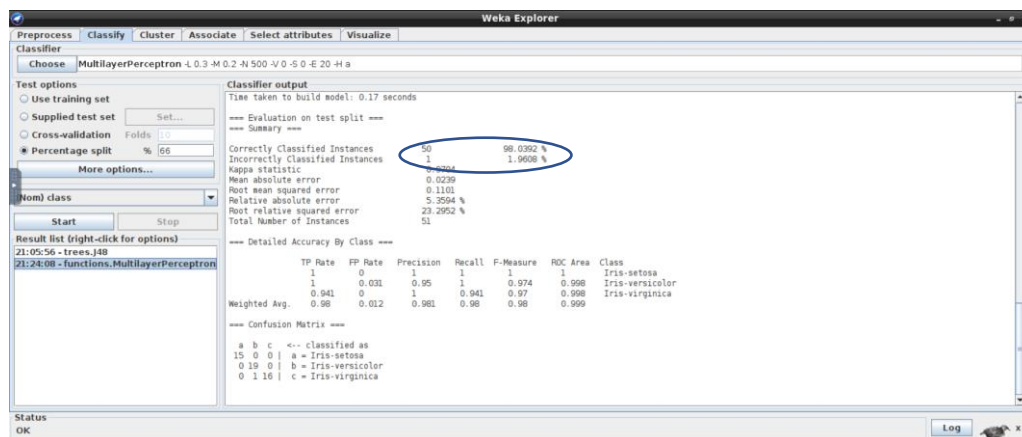 Weka Explorer
Preprocess Classify Cluster Associate Select attributes Visualize
Classifier
Choose MultilayerPerceptron -L 0.3 -M 0.2 -N 500 -V 0 -S 0 -E 20 -H a
Test options
Use training set
Supplied test set Set...
Cross-validation Folds 10
Percentage split % 66
More options...
(Nom) class
Start Stop
Result list (right-click for options)
21:05:56 - trees.J48
21:24:08 - functions.MultilayerPerceptron
Classifier output
Time taken to build model: 0.17 seconds
=== Evaluation on test split ===
=== Summary ===
Correctly Classified Instances 50 98.0392 %
Incorrectly Classified Instances 1 1.9608 %
Kappa statistic 0.9704
Mean absolute error 0.0239
Root mean squared error 0.1101
Relative absolute error 5.3594 %
Root relative squared error 23.2952 %
Total Number of Instances 51
=== Detailed Accuracy By Class ===
TP Rate FP Rate Precision Recall F-Measure ROC Area Class
1 0 1 1 1 1 Iris-setosa
1 0.031 0.95 1 0.974 0.998 Iris-versicolor
0.941 0 1 0.941 0.97 0.998 Iris-virginica
Weighted Avg. 0.98 0.012 0.981 0.98 0.98 0.999
=== Confusion Matrix ===
a b c <-- classified as
15 0 0 | a = Iris-setosa
0 19 0 | b = Iris-versicolor
0 1 16 | c = Iris-virginica
Status
OK
Log x